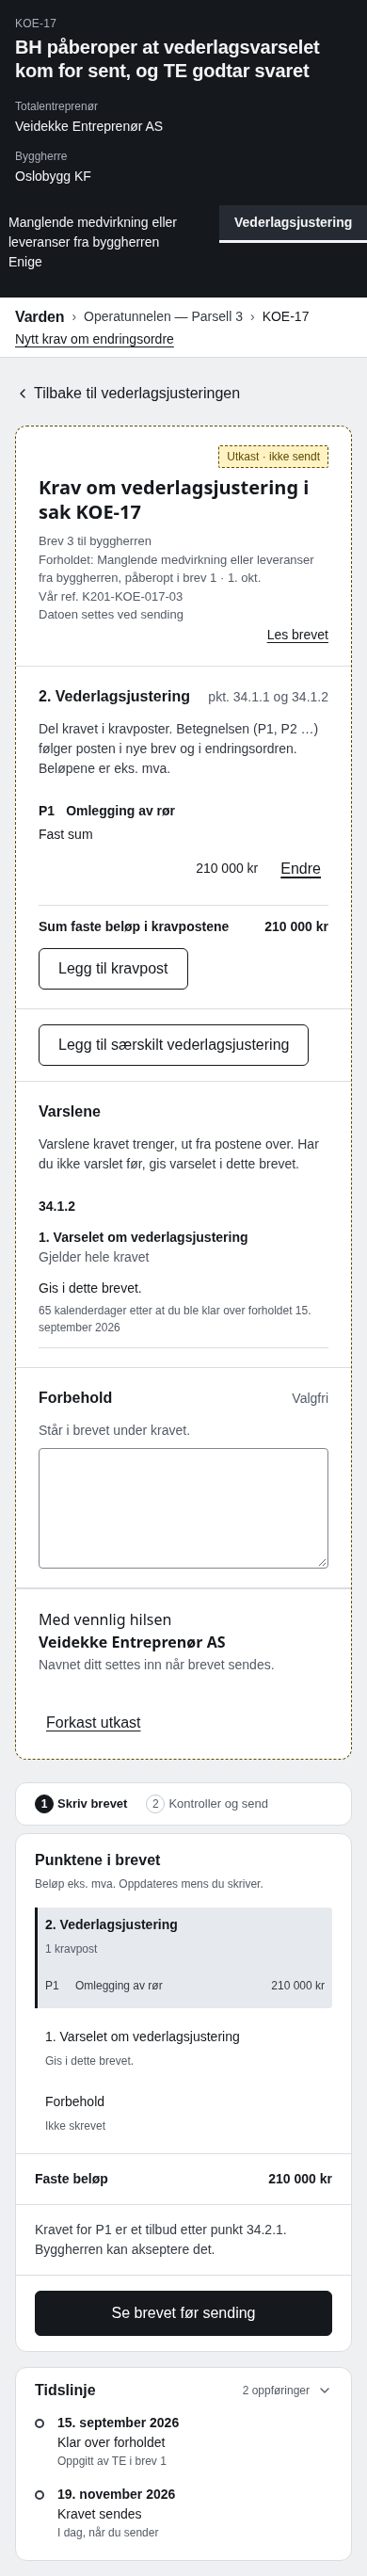 KOE-17
BH påberoper at vederlagsvarselet
kom for sent, og TE godtar svaret
Totalentreprenør
Veidekke Entreprenør AS
Byggherre
Oslobygg KF
Manglende medvirkning eller
leveranser fra byggherren
Enige
Vederlagsjustering
Varden › Operatunnelen — Parsell 3 › KOE-17
Nytt krav om endringsordre
Tilbake til vederlagsjusteringen
Utkast · ikke sendt
Krav om vederlagsjustering i
sak KOE-17
Brev 3 til byggherren
Forholdet: Manglende medvirkning eller leveranser
fra byggherren, påberopt i brev 1 · 1. okt.
Vår ref. K201-KOE-017-03
Datoen settes ved sending
Les brevet
2. Vederlagsjustering pkt. 34.1.1 og 34.1.2
Del kravet i kravposter. Betegnelsen (P1, P2 …)
følger posten i nye brev og i endringsordren.
Beløpene er eks. mva.
P1 Omlegging av rør
Fast sum
210 000 kr Endre
Sum faste beløp i kravpostene 210 000 kr
Legg til kravpost
Legg til særskilt vederlagsjustering
Varslene
Varslene kravet trenger, ut fra postene over. Har
du ikke varslet før, gis varselet i dette brevet.
34.1.2
1. Varselet om vederlagsjustering
Gjelder hele kravet
Gis i dette brevet.
65 kalenderdager etter at du ble klar over forholdet 15.
september 2026
Forbehold Valgfri
Står i brevet under kravet.
Med vennlig hilsen
Veidekke Entreprenør AS
Navnet ditt settes inn når brevet sendes.
Forkast utkast
1 Skriv brevet 2 Kontroller og send
Punktene i brevet
Beløp eks. mva. Oppdateres mens du skriver.
2. Vederlagsjustering
1 kravpost
P1 Omlegging av rør 210 000 kr
1. Varselet om vederlagsjustering
Gis i dette brevet.
Forbehold
Ikke skrevet
Faste beløp 210 000 kr
Kravet for P1 er et tilbud etter punkt 34.2.1.
Byggherren kan akseptere det.
Se brevet før sending
Tidslinje 2 oppføringer
15. september 2026
Klar over forholdet
Oppgitt av TE i brev 1
19. november 2026
Kravet sendes
I dag, når du sender